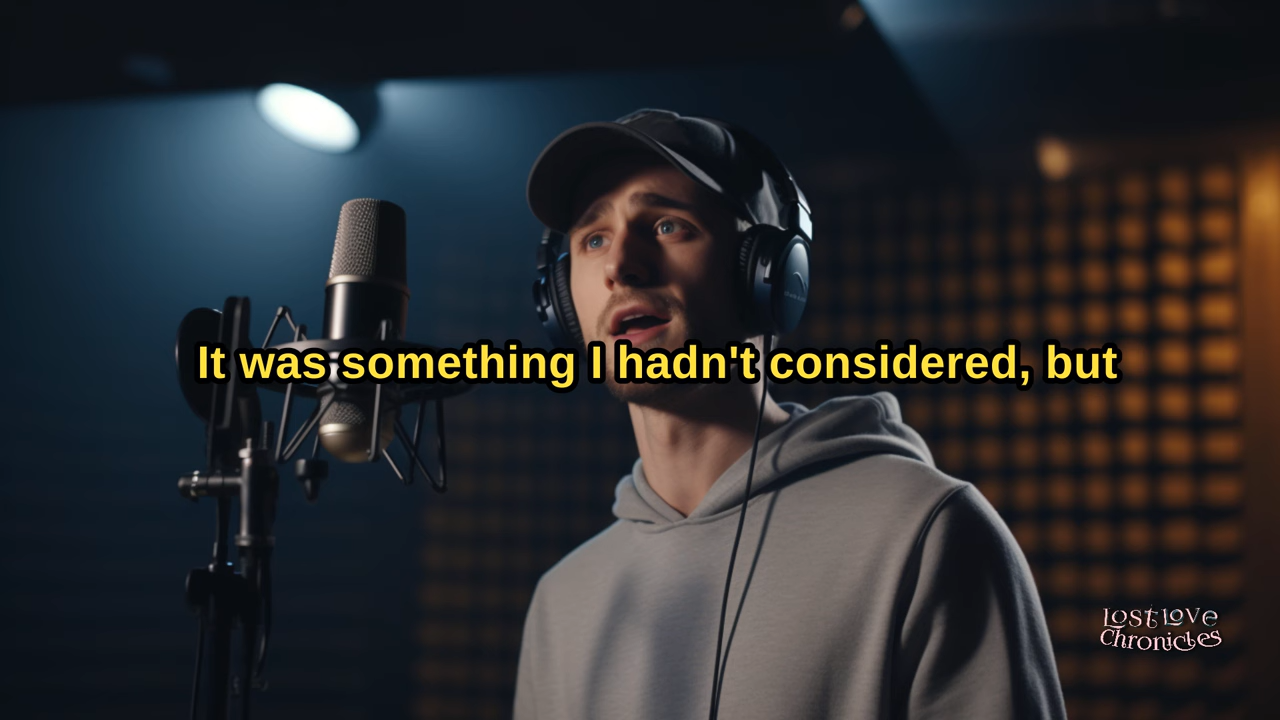 It was something I hadn't considered, but
Lost Love
Chronicles